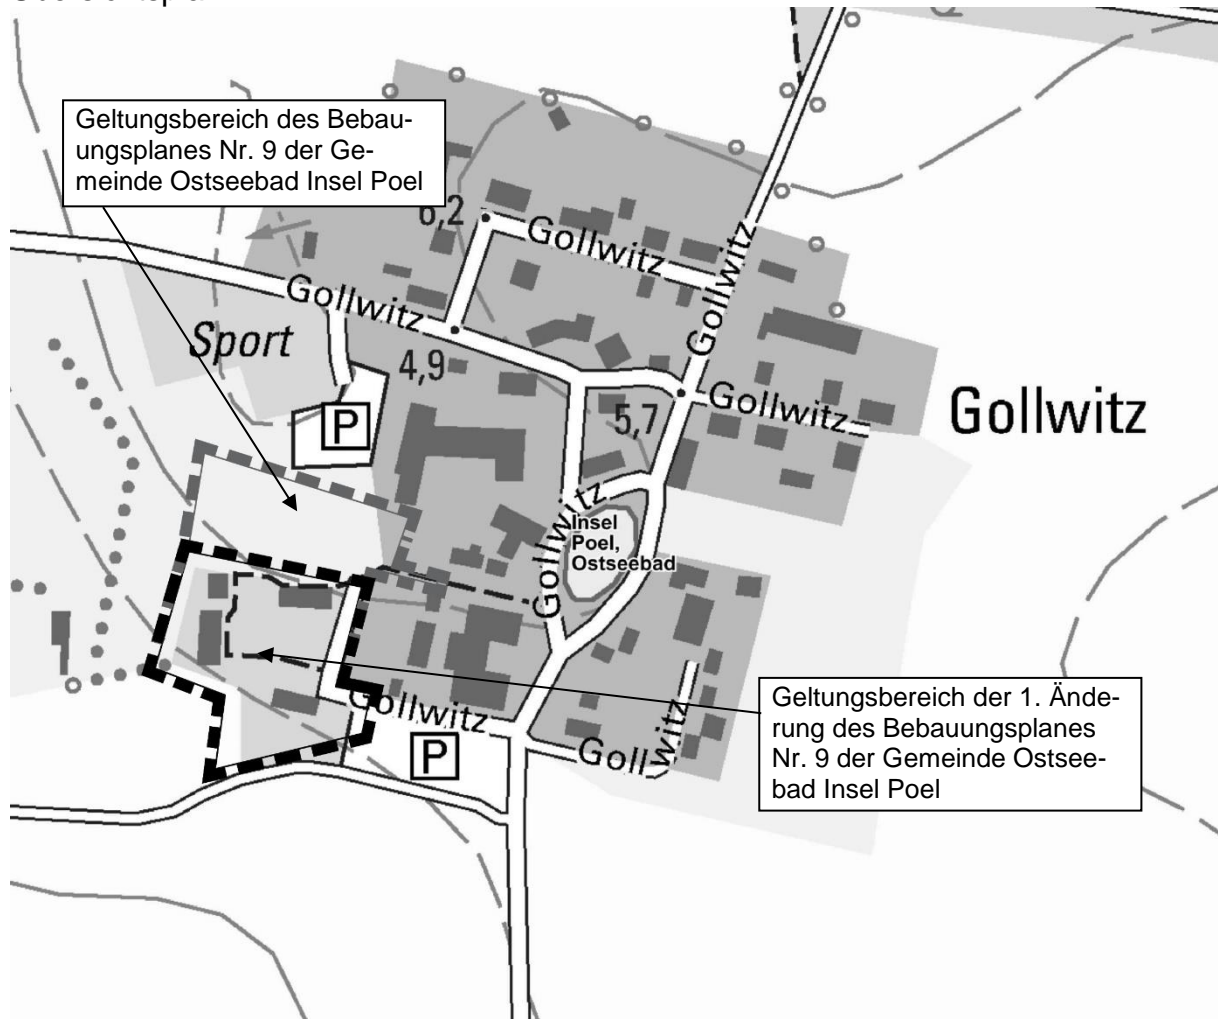 Geltungsbereich des Bebau-
ungsplanes Nr. 9 der Ge-
meinde Ostseebad Insel Poel
6,2
Gollwitz
Gollwitz
Gollwitz
Sport
4,9
P
5,7
Gollwitz
Gollwitz
Gollwitz
Insel
Poel,
Ostseebad
Gollwitz
P
Gollwitz
Geltungsbereich der 1. Ände-
rung des Bebauungsplanes
Nr. 9 der Gemeinde Ostsee-
bad Insel Poel